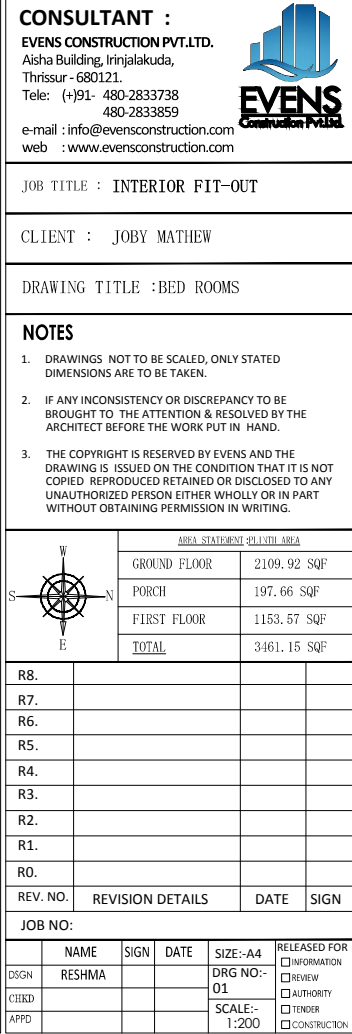 CONSULTANT :
EVENS CONSTRUCTION PVT.LTD.
Aisha Building, Irinjalakuda,
Thrissur - 680121.
Tele: (+)91- 480-2833738
480-2833859
e-mail : info@evensconstruction.com
web : www.evensconstruction.com
EVENS
Construction Pvt.Ltd.
JOB TITLE : INTERIOR FIT-OUT
CLIENT : JOBY MATHEW
DRAWING TITLE :BED ROOMS
NOTES
1. DRAWINGS NOT TO BE SCALED, ONLY STATED
DIMENSIONS ARE TO BE TAKEN.
2. IF ANY INCONSISTENCY OR DISCREPANCY TO BE
BROUGHT TO THE ATTENTION & RESOLVED BY THE
ARCHITECT BEFORE THE WORK PUT IN HAND.
3. THE COPYRIGHT IS RESERVED BY EVENS AND THE
DRAWING IS ISSUED ON THE CONDITION THAT IT IS NOT
COPIED REPRODUCED RETAINED OR DISCLOSED TO ANY
UNAUTHORIZED PERSON EITHER WHOLLY OR IN PART
WITHOUT OBTAINING PERMISSION IN WRITING.
W
S N
E
AREA STATEMENT :PLINTH AREA
GROUND FLOOR 2109.92 SQF
PORCH 197.66 SQF
FIRST FLOOR 1153.57 SQF
TOTAL 3461.15 SQF
R8.
R7.
R6.
R5.
R4.
R3.
R2.
R1.
R0.
REV. NO. REVISION DETAILS DATE SIGN
JOB NO:
NAME SIGN DATE
DSGN RESHMA
CHKD
APPD
SIZE:-A4
DRG NO:-
01
SCALE:-
1:200
RELEASED FOR
INFORMATION
REVIEW
AUTHORITY
TENDER
CONSTRUCTION